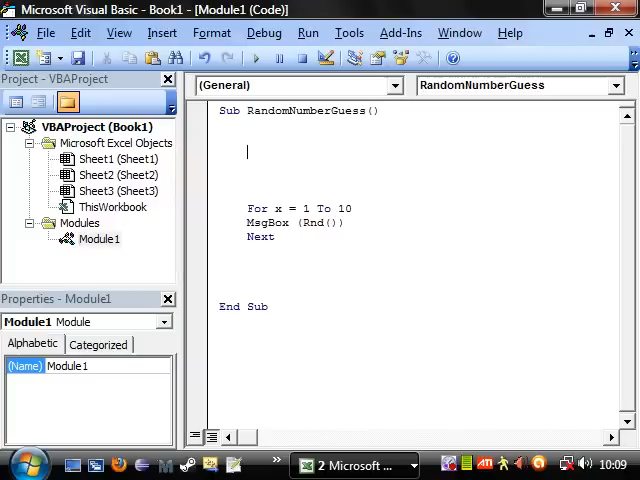 Microsoft Visual Basic - Book1 - [Module1 (Code)]
File Edit View Insert Format Debug Run Tools Add-Ins Window Help
Project - VBAProject
(General)
RandomNumberGuess
VBAProject (Book1)
Microsoft Excel Objects
Sheet1 (Sheet1)
Sheet2 (Sheet2)
Sheet3 (Sheet3)
ThisWorkbook
Modules
Module1
Properties - Module1
Module1 Module
Alphabetic Categorized
(Name) Module1
Sub RandomNumberGuess()
For x = 1 To 10
MsgBox (Rnd())
Next
End Sub
2 Microsoft ...
ATI
10:09